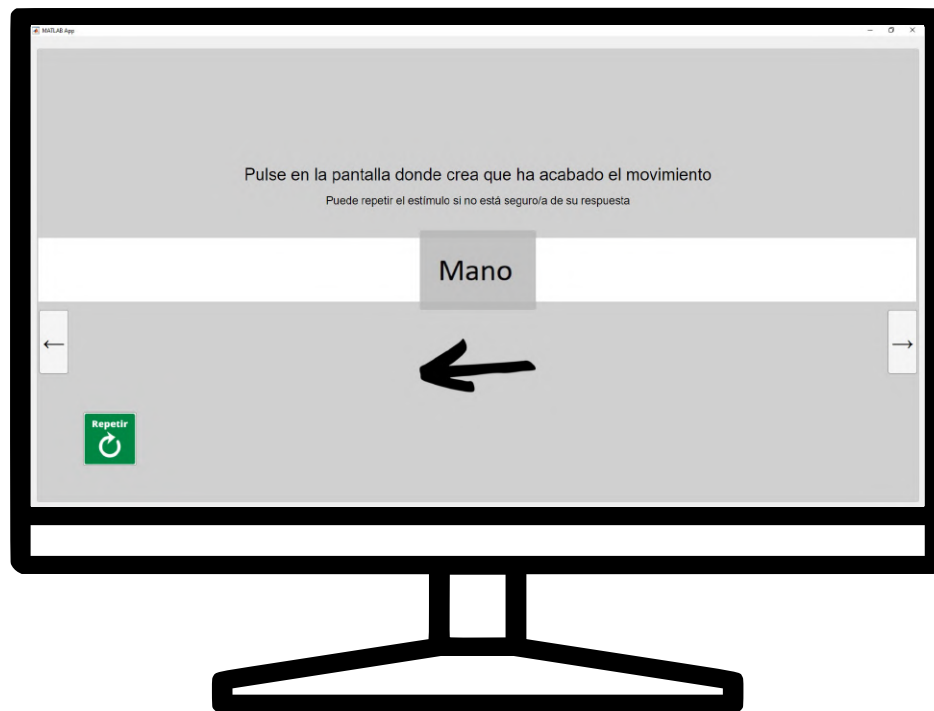 MATLAB App
Pulse en la pantalla donde crea que ha acabado el movimiento
Puede repetir el estímulo si no está seguro/a de su respuesta
Mano
←
→
Repetir